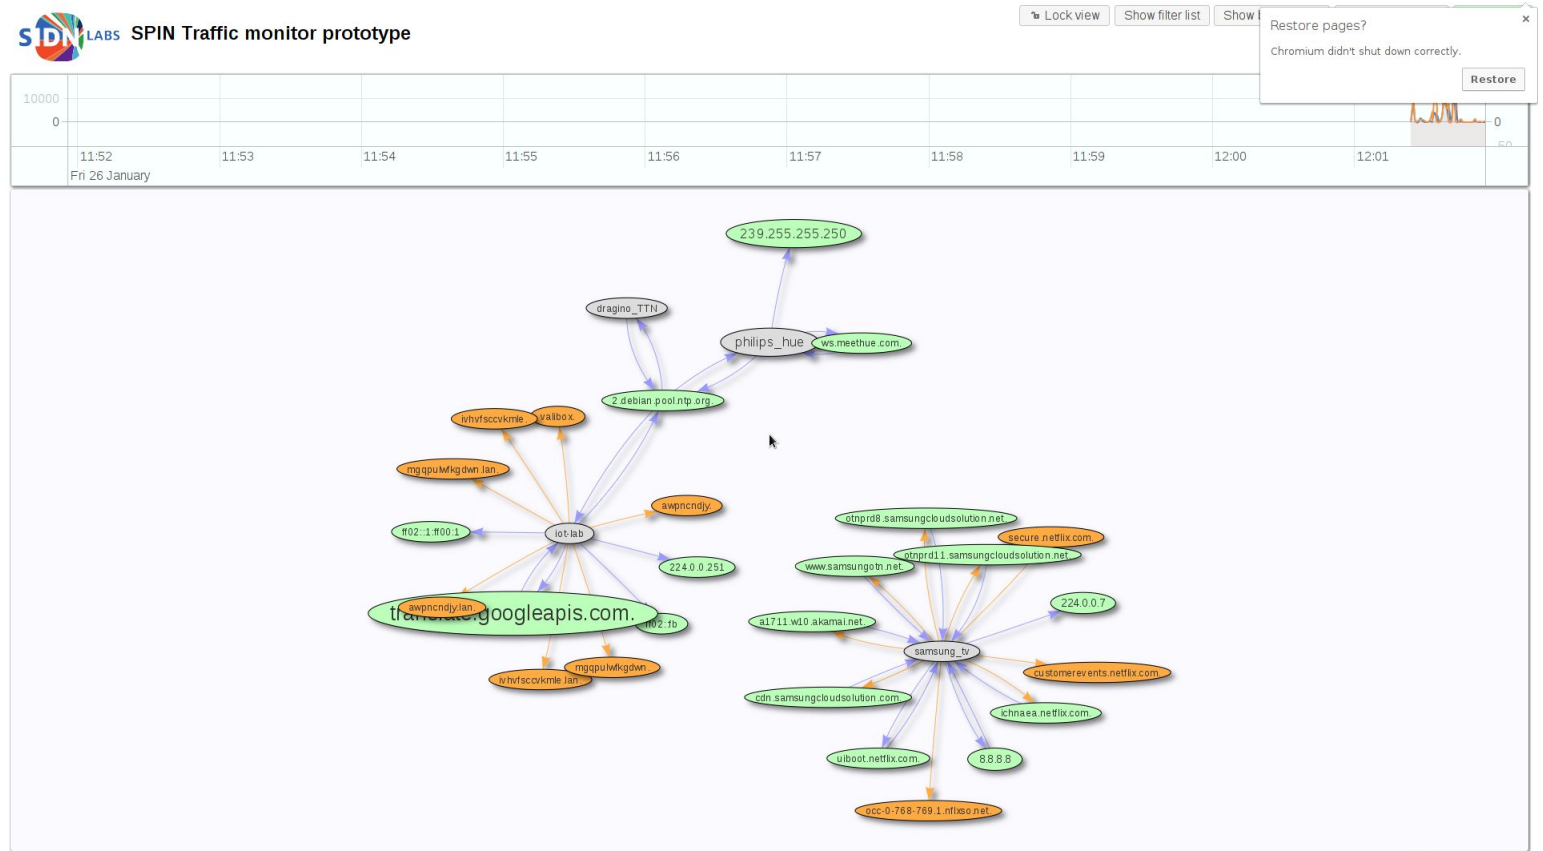 SIDN LABS SPIN Traffic monitor prototype
Lock view
Show filter list
Show b
Restore pages?
Chromium didn't shut down correctly.
Restore
10000
0
0
50
11:52
11:53
11:54
11:55
11:56
11:57
11:58
11:59
12:00
12:01
Fri 26 January
239.255.255.250
dragino_TTN
philips_hue
ws.meethue.com.
2.debian.pool.ntp.org.
ivhvfsccvkmle.
valibox.
mgqpulwfkgdwn.lan.
awpncndjy.
ff02::1:ff00:1
iot-lab
224.0.0.251
awpncndjy.lan.
googleapis.com.
ff02::fb
mgqpulwfkgdwn.
ivhvfsccvkmle.lan.
otnprd8.samsungcloudsolution.net.
secure.netflix.com.
otnprd11.samsungcloudsolution.net.
www.samsungotn.net.
224.0.0.7
a1711.w10.akamai.net.
samsung_tv
customerevents.netflix.com.
cdn.samsungcloudsolution.com.
ichnaea.netflix.com.
uiboot.netflix.com.
8.8.8.8
occ-0-768-769.1.nflxso.net.